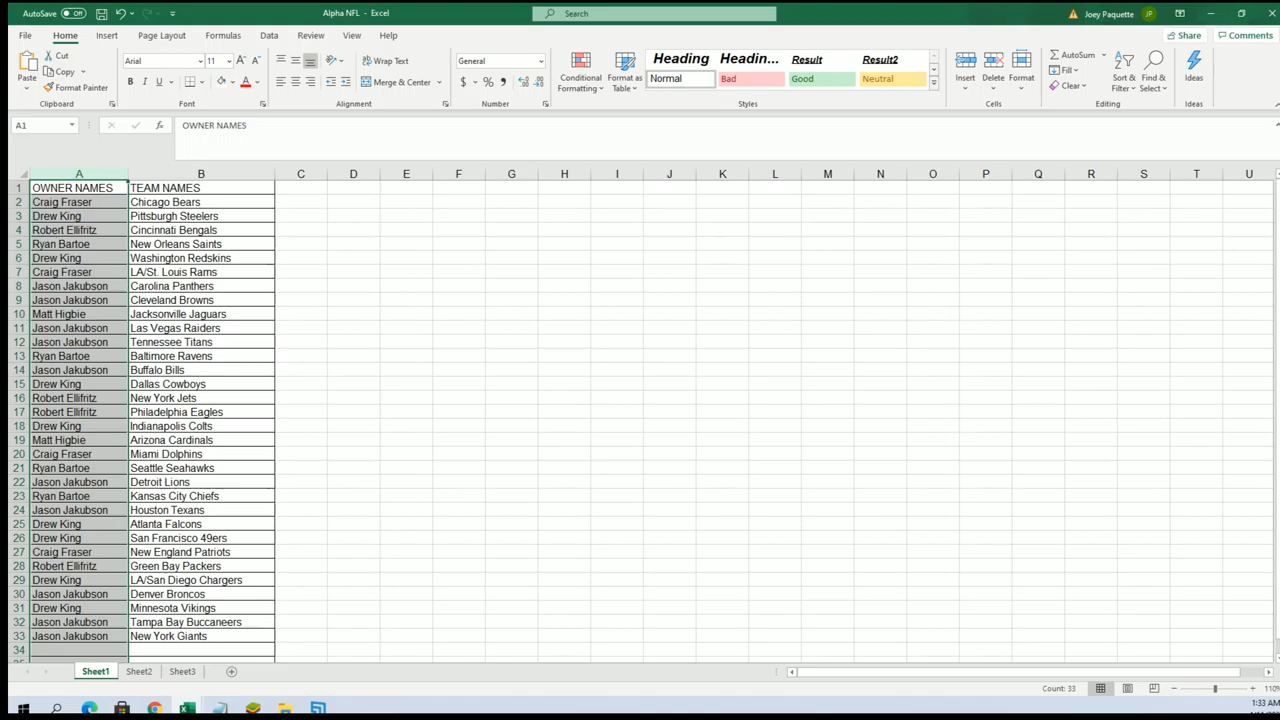 AutoSave Off Alpha NFL - Excel Search Joey Paquette JP
File Home Insert Page Layout Formulas Data Review View Help Share Comments
Paste Cut Copy Format Painter Clipboard
Arial 11 B I U Font
Wrap Text Merge & Center Alignment
General $ % Number
Conditional Formatting Format as Table
Heading Headin... Result Result2
Normal Bad Good Neutral
Styles
Insert Delete Format Cells
AutoSum Fill Clear Sort & Filter Find & Select Editing
Ideas Ideas
A1 fx OWNER NAMES
A B C D E F G H I J K L M N O P Q R S T U
1 OWNER NAMES TEAM NAMES
2 Craig Fraser Chicago Bears
3 Drew King Pittsburgh Steelers
4 Robert Ellifritz Cincinnati Bengals
5 Ryan Bartoe New Orleans Saints
6 Drew King Washington Redskins
7 Craig Fraser LA/St. Louis Rams
8 Jason Jakubson Carolina Panthers
9 Jason Jakubson Cleveland Browns
10 Matt Higbie Jacksonville Jaguars
11 Jason Jakubson Las Vegas Raiders
12 Jason Jakubson Tennessee Titans
13 Ryan Bartoe Baltimore Ravens
14 Jason Jakubson Buffalo Bills
15 Drew King Dallas Cowboys
16 Robert Ellifritz New York Jets
17 Robert Ellifritz Philadelphia Eagles
18 Drew King Indianapolis Colts
19 Matt Higbie Arizona Cardinals
20 Craig Fraser Miami Dolphins
21 Ryan Bartoe Seattle Seahawks
22 Jason Jakubson Detroit Lions
23 Ryan Bartoe Kansas City Chiefs
24 Jason Jakubson Houston Texans
25 Drew King Atlanta Falcons
26 Drew King San Francisco 49ers
27 Craig Fraser New England Patriots
28 Robert Ellifritz Green Bay Packers
29 Drew King LA/San Diego Chargers
30 Jason Jakubson Denver Broncos
31 Drew King Minnesota Vikings
32 Jason Jakubson Tampa Bay Buccaneers
33 Jason Jakubson New York Giants
34
Sheet1 Sheet2 Sheet3
Count: 33 110%
1:33 AM